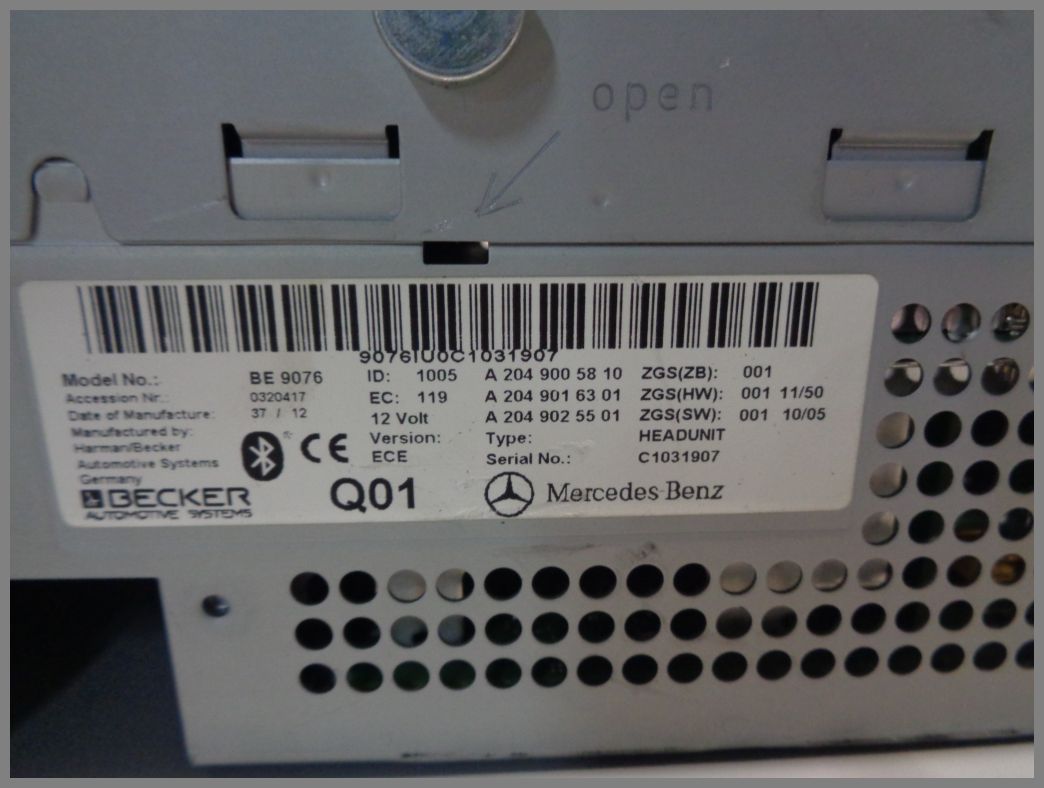 open
9076IU0C1031907
Model No.: BE 9076 ID: 1005 A 204 900 58 10 ZGS(ZB): 001
Accession Nr.: 0320417 EC: 119 A 204 901 63 01 ZGS(HW): 001 11/50
Date of Manufacture: 37 / 12 12 Volt A 204 902 55 01 ZGS(SW): 001 10/05
Manufactured by: Version: Type: HEADUNIT
Harman/Becker ECE Serial No.: C1031907
Automotive Systems CE
Germany
BECKER Q01 Mercedes-Benz
AUTOMOTIVE SYSTEMS